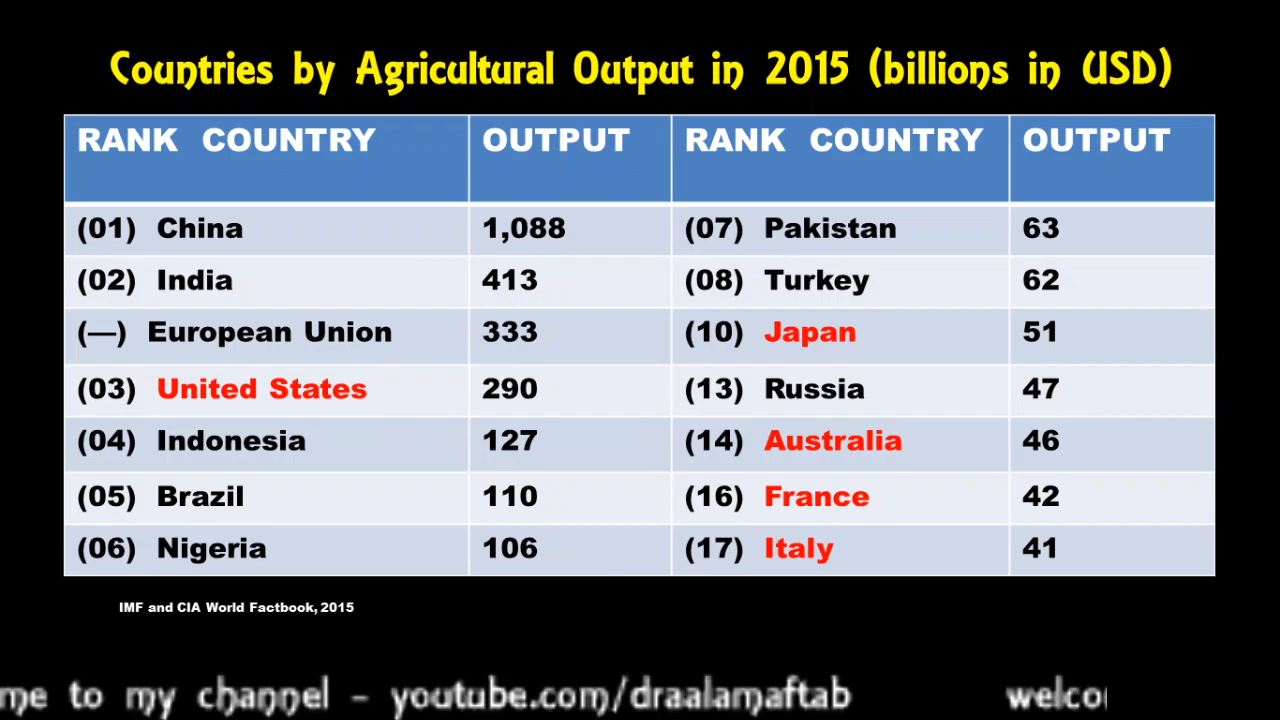 Countries by Agricultural Output in 2015 (billions in USD)
RANK COUNTRY OUTPUT RANK COUNTRY OUTPUT
(01) China 1,088 (07) Pakistan 63
(02) India 413 (08) Turkey 62
(—) European Union 333 (10) Japan 51
(03) United States 290 (13) Russia 47
(04) Indonesia 127 (14) Australia 46
(05) Brazil 110 (16) France 42
(06) Nigeria 106 (17) Italy 41
IMF and CIA World Factbook, 2015
me to my channel - youtube.com/draalamaftab welco